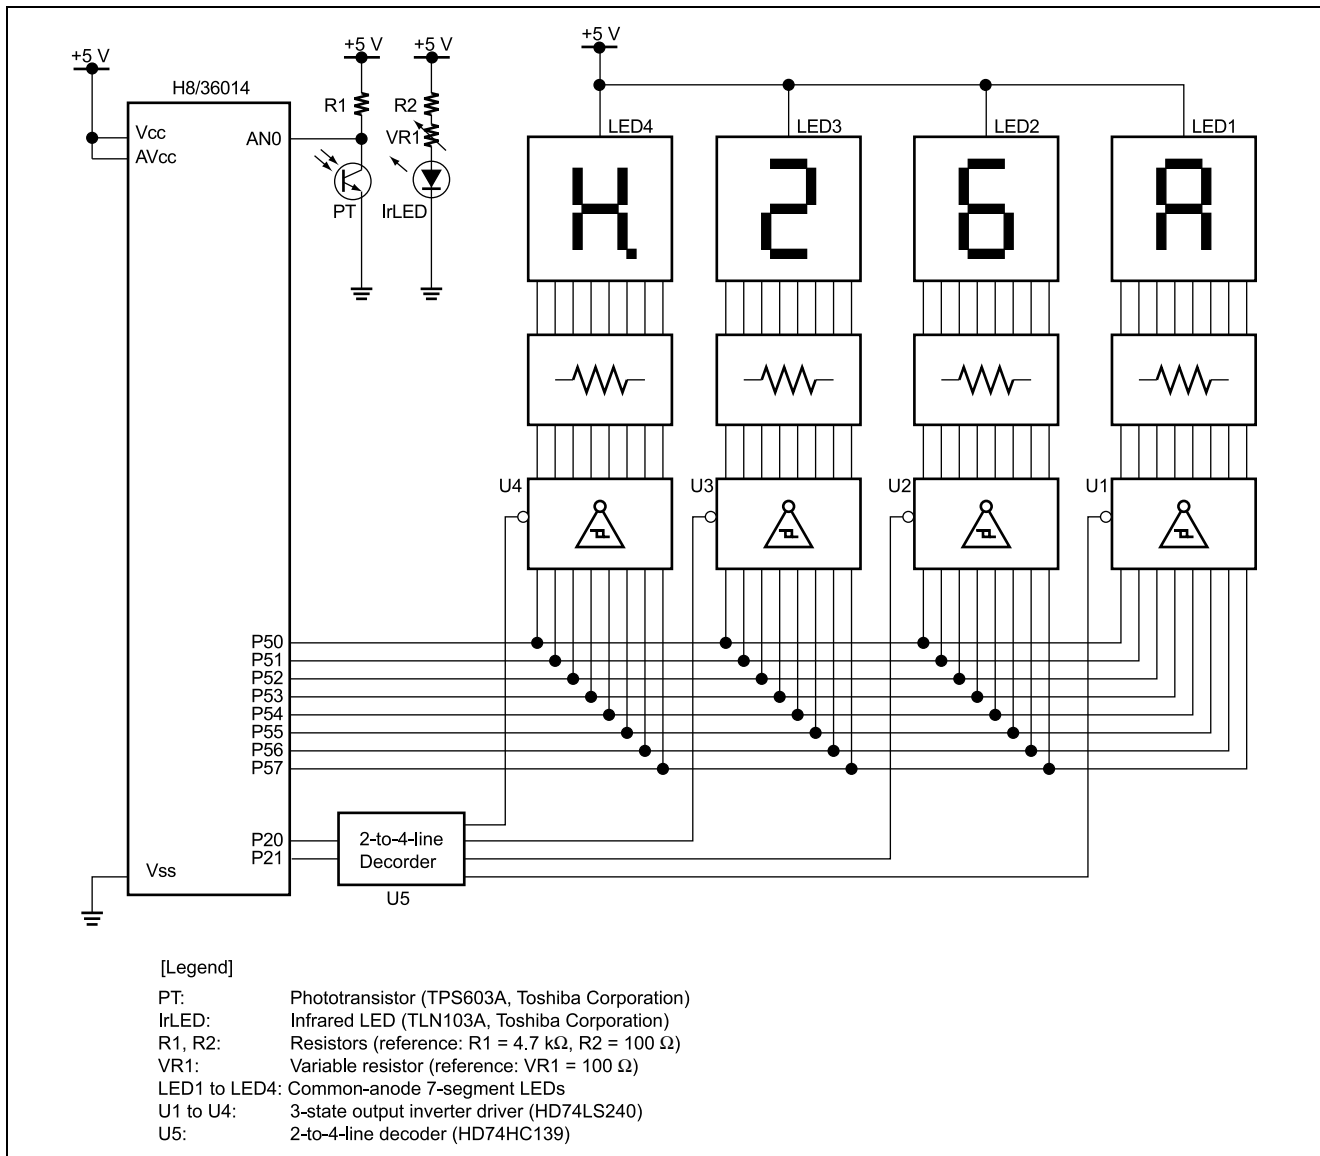 +5 V
+5 V
+5 V
+5 V
H8/36014
R1
R2
VR1
Vcc
AVcc
AN0
PT
IrLED
LED4
LED3
LED2
LED1
H.
2
6
A
U4
U3
U2
U1
P50
P51
P52
P53
P54
P55
P56
P57
P20
P21
2-to-4-line
Decorder
U5
Vss
[Legend]
PT: Phototransistor (TPS603A, Toshiba Corporation)
IrLED: Infrared LED (TLN103A, Toshiba Corporation)
R1, R2: Resistors (reference: R1 = 4.7 kΩ, R2 = 100 Ω)
VR1: Variable resistor (reference: VR1 = 100 Ω)
LED1 to LED4: Common-anode 7-segment LEDs
U1 to U4: 3-state output inverter driver (HD74LS240)
U5: 2-to-4-line decoder (HD74HC139)